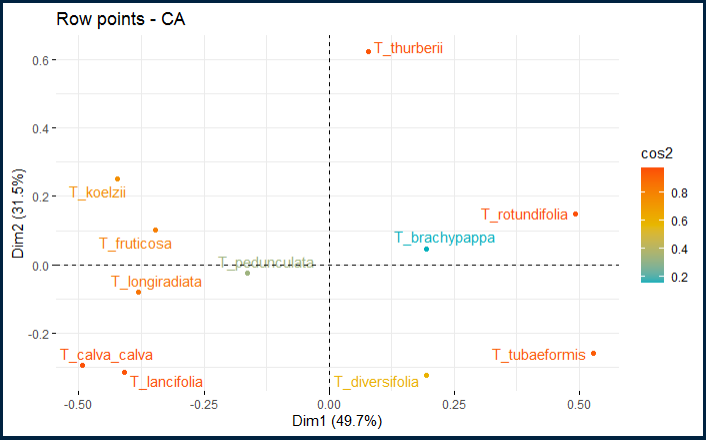 Row points - CA
T_thurberii
0.6
0.4
cos2
T_koelzii
0.2
T_rotundifolia
0.8
T_brachypappa
0.6
T_fruticosa
0.4
T_pedunculata
0.2
0.0
T_longiradiata
Dim2 (31.5%)
-0.2
T_calva_calva
T_tubaeformis
T_lancifolia
T_diversifolia
-0.50
-0.25
0.00
0.25
0.50
Dim1 (49.7%)